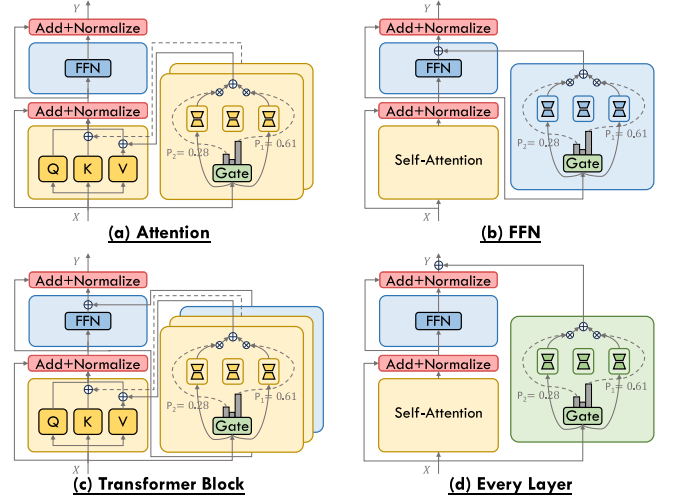 Y
Add+Normalize
FFN
Add+Normalize
Q K V
P₂= 0.28
P₁= 0.61
Gate
X
(a) Attention
Y
Add+Normalize
FFN
Add+Normalize
Self-Attention
P₂= 0.28
P₁= 0.61
Gate
X
(b) FFN
Y
Add+Normalize
FFN
Add+Normalize
Q K V
P₂= 0.28
P₁= 0.61
Gate
X
(c) Transformer Block
Y
Add+Normalize
FFN
Add+Normalize
Self-Attention
P₂= 0.28
P₁= 0.61
Gate
X
(d) Every Layer